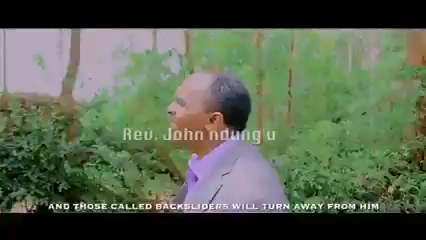 Rev. John ndung u
AND THOSE CALLED BACKSLIDERS WILL TURN AWAY FROM HIM